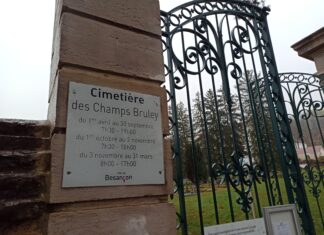 Cimetière
des Champs Bruley
du 1er avril au 30 septembre
7h30 - 19h00
du 1er octobre au 2 novembre
7h30 - 18h00
du 3 novembre au 31 mars
8h00 - 17h00
Besançon